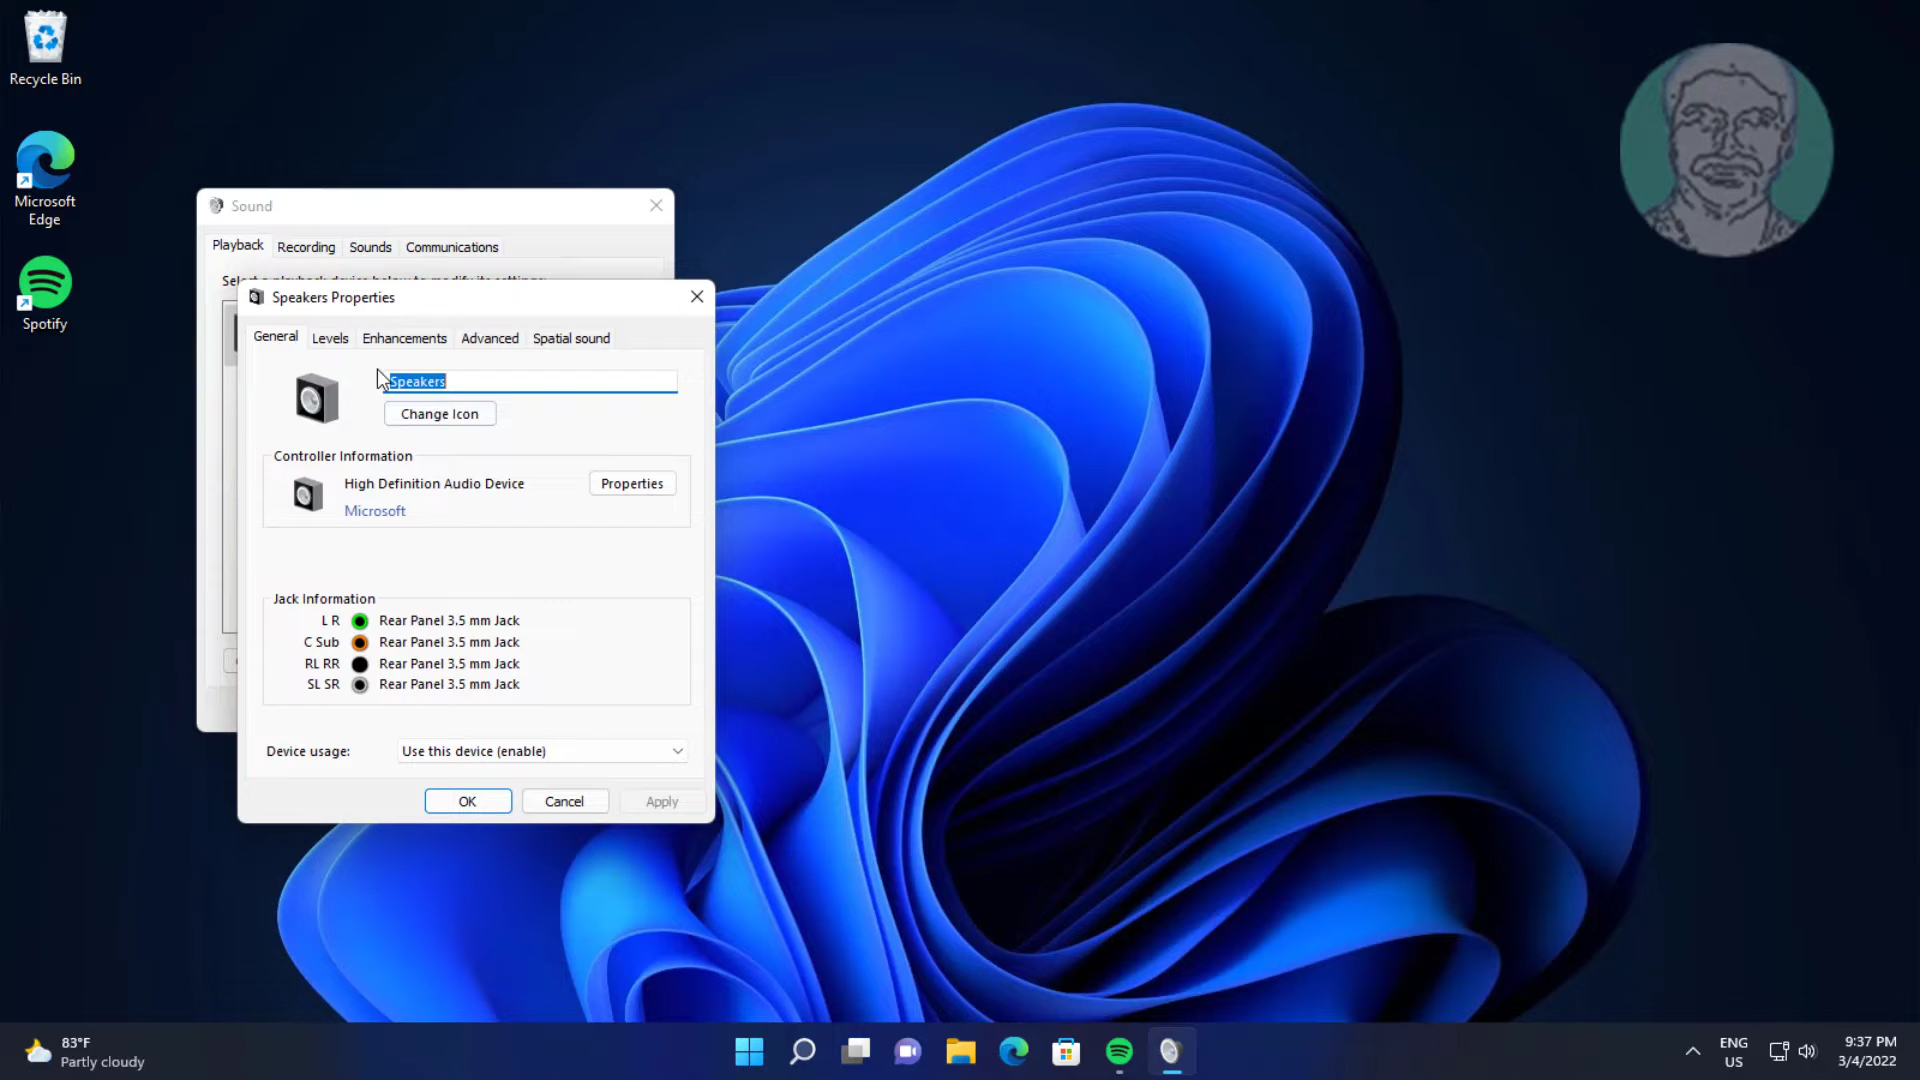 Recycle Bin
Microsoft
Edge
Spotify
Sound
Playback
Recording
Sounds
Communications
Select a playback device below to modify its settings:
Speakers Properties
General
Levels
Enhancements
Advanced
Spatial sound
Speakers
Change Icon
Controller Information
High Definition Audio Device
Properties
Microsoft
Jack Information
L R Rear Panel 3.5 mm Jack
C Sub Rear Panel 3.5 mm Jack
RL RR Rear Panel 3.5 mm Jack
SL SR Rear Panel 3.5 mm Jack
Device usage: Use this device (enable)
OK
Cancel
Apply
83°F
Partly cloudy
ENG
US
9:37 PM
3/4/2022